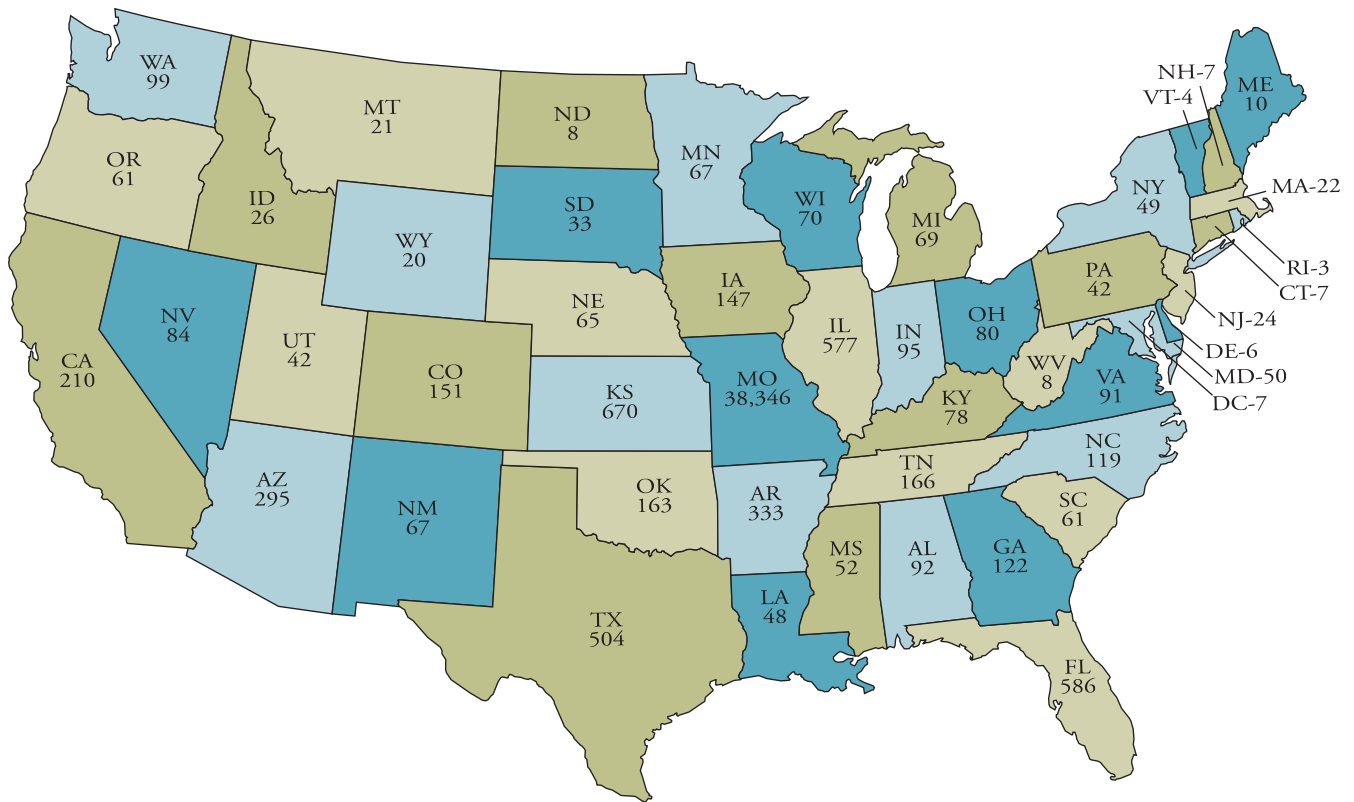 WA
99
MT
21
ND
8
MN
67
OR
61
ID
26
WY
20
SD
33
WI
70
MI
69
NH-7
VT-4
ME
10
NY
49
MA-22
RI-3
CT-7
NJ-24
DE-6
MD-50
DC-7
PA
42
NV
84
UT
42
CO
151
NE
65
IA
147
IL
577
IN
95
OH
80
WV
8
VA
91
CA
210
KS
670
MO
38,346
KY
78
NC
119
TN
166
SC
61
AZ
295
NM
67
OK
163
AR
333
MS
52
AL
92
GA
122
TX
504
LA
48
FL
586